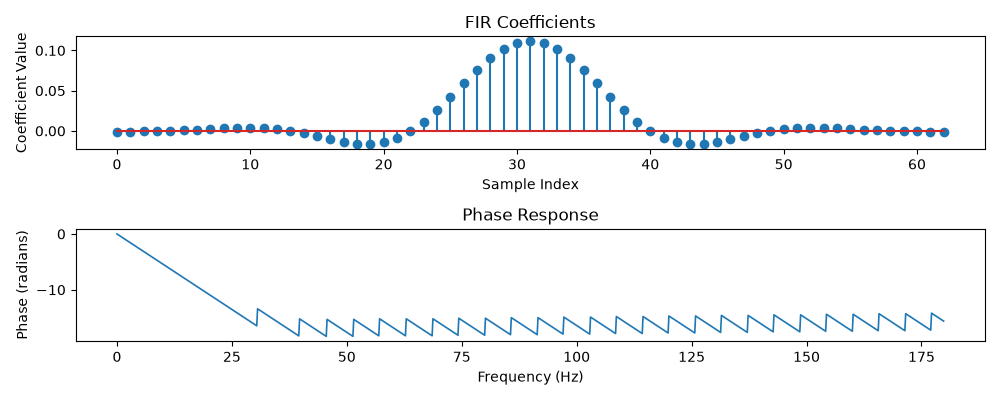 FIR Coefficients
Coefficient Value
0.10
0.05
0.00
0 10 20 30 40 50 60
Sample Index
Phase Response
Phase (radians)
0
−10
0 25 50 75 100 125 150 175
Frequency (Hz)